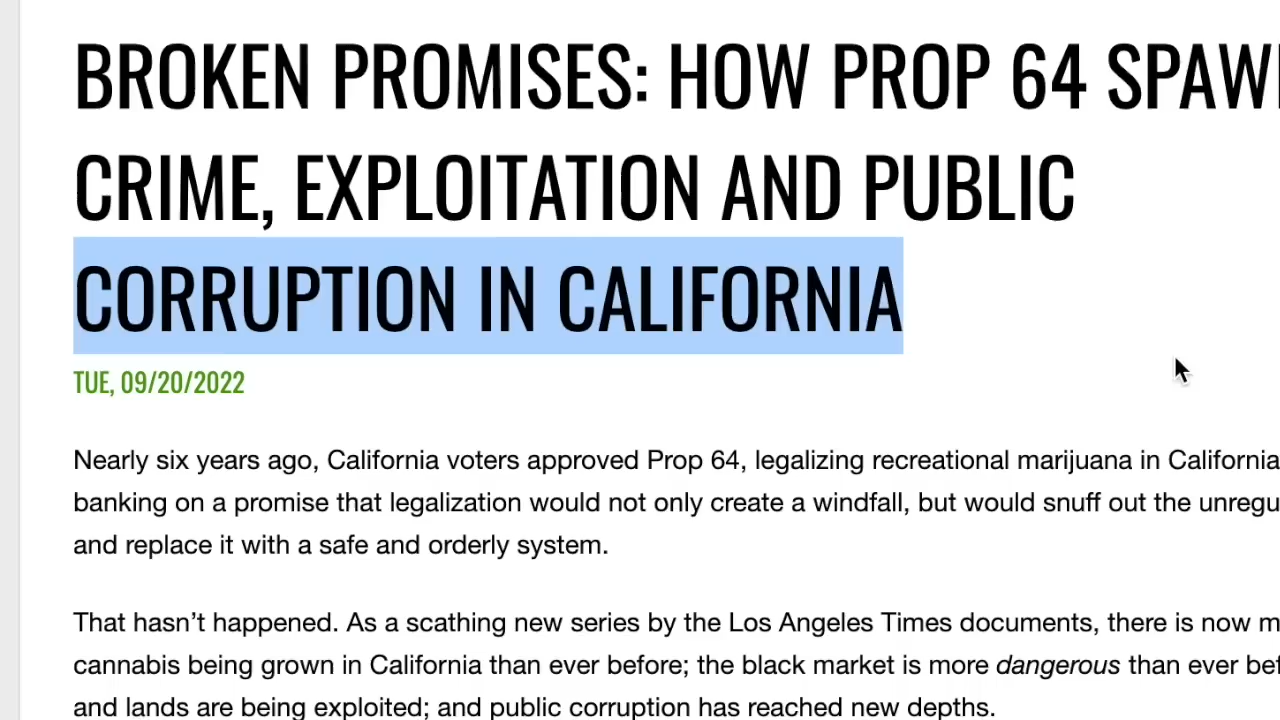 BROKEN PROMISES: HOW PROP 64
CRIME, EXPLOITATION AND PUBLIC
CORRUPTION IN CALIFORNIA
TUE, 09/20/2022
Nearly six years ago, California voters approved Prop 64, legalizing recreational marijuana in California
banking on a promise that legalization would not only create a windfall, but would snuff out the
and replace it with a safe and orderly system.
That hasn’t happened. As a scathing new series by the Los Angeles Times documents, there is now
cannabis being grown in California than ever before; the black market is more dangerous than ever
and lands are being exploited; and public corruption has reached new depths.